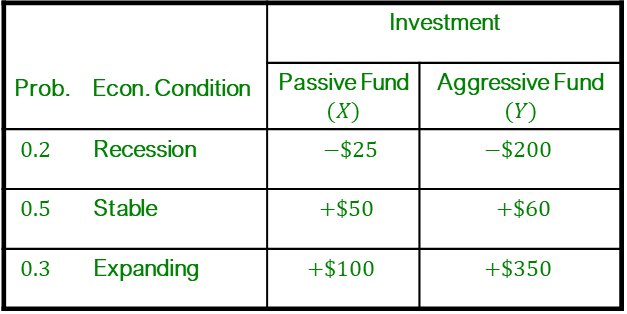 Investment
Prob. Econ. Condition Passive Fund (X) Aggressive Fund (Y)
0.2 Recession −$25 −$200
0.5 Stable +$50 +$60
0.3 Expanding +$100 +$350